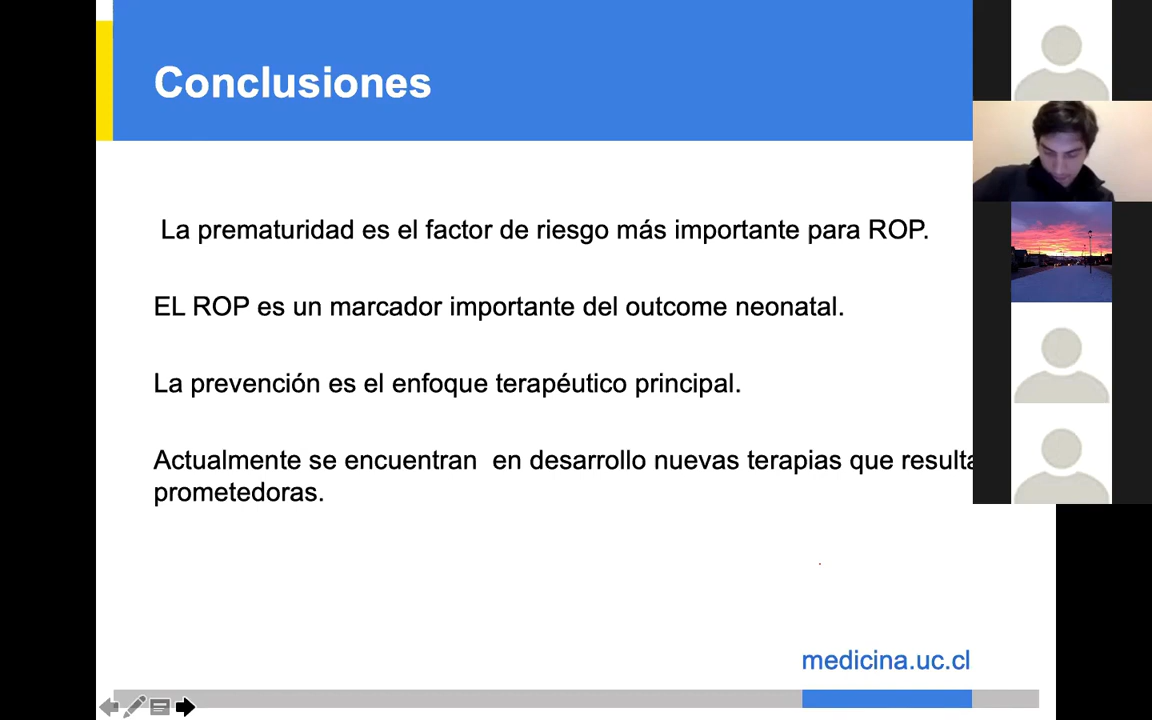 Conclusiones
La prematuridad es el factor de riesgo más importante para ROP.
EL ROP es un marcador importante del outcome neonatal.
La prevención es el enfoque terapéutico principal.
Actualmente se encuentran en desarrollo nuevas terapias que resulta
prometedoras.
medicina.uc.cl